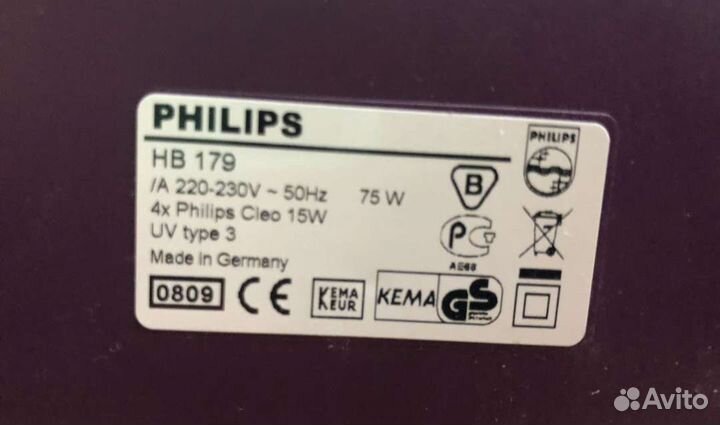 PHILIPS
HB 179
/A 220-230V ~ 50Hz 75 W
4x Philips Cleo 15W
UV type 3
Made in Germany
0809 CE KEMA KEUR KEMA GS
B
PHILIPS
PC
AE68
Avito